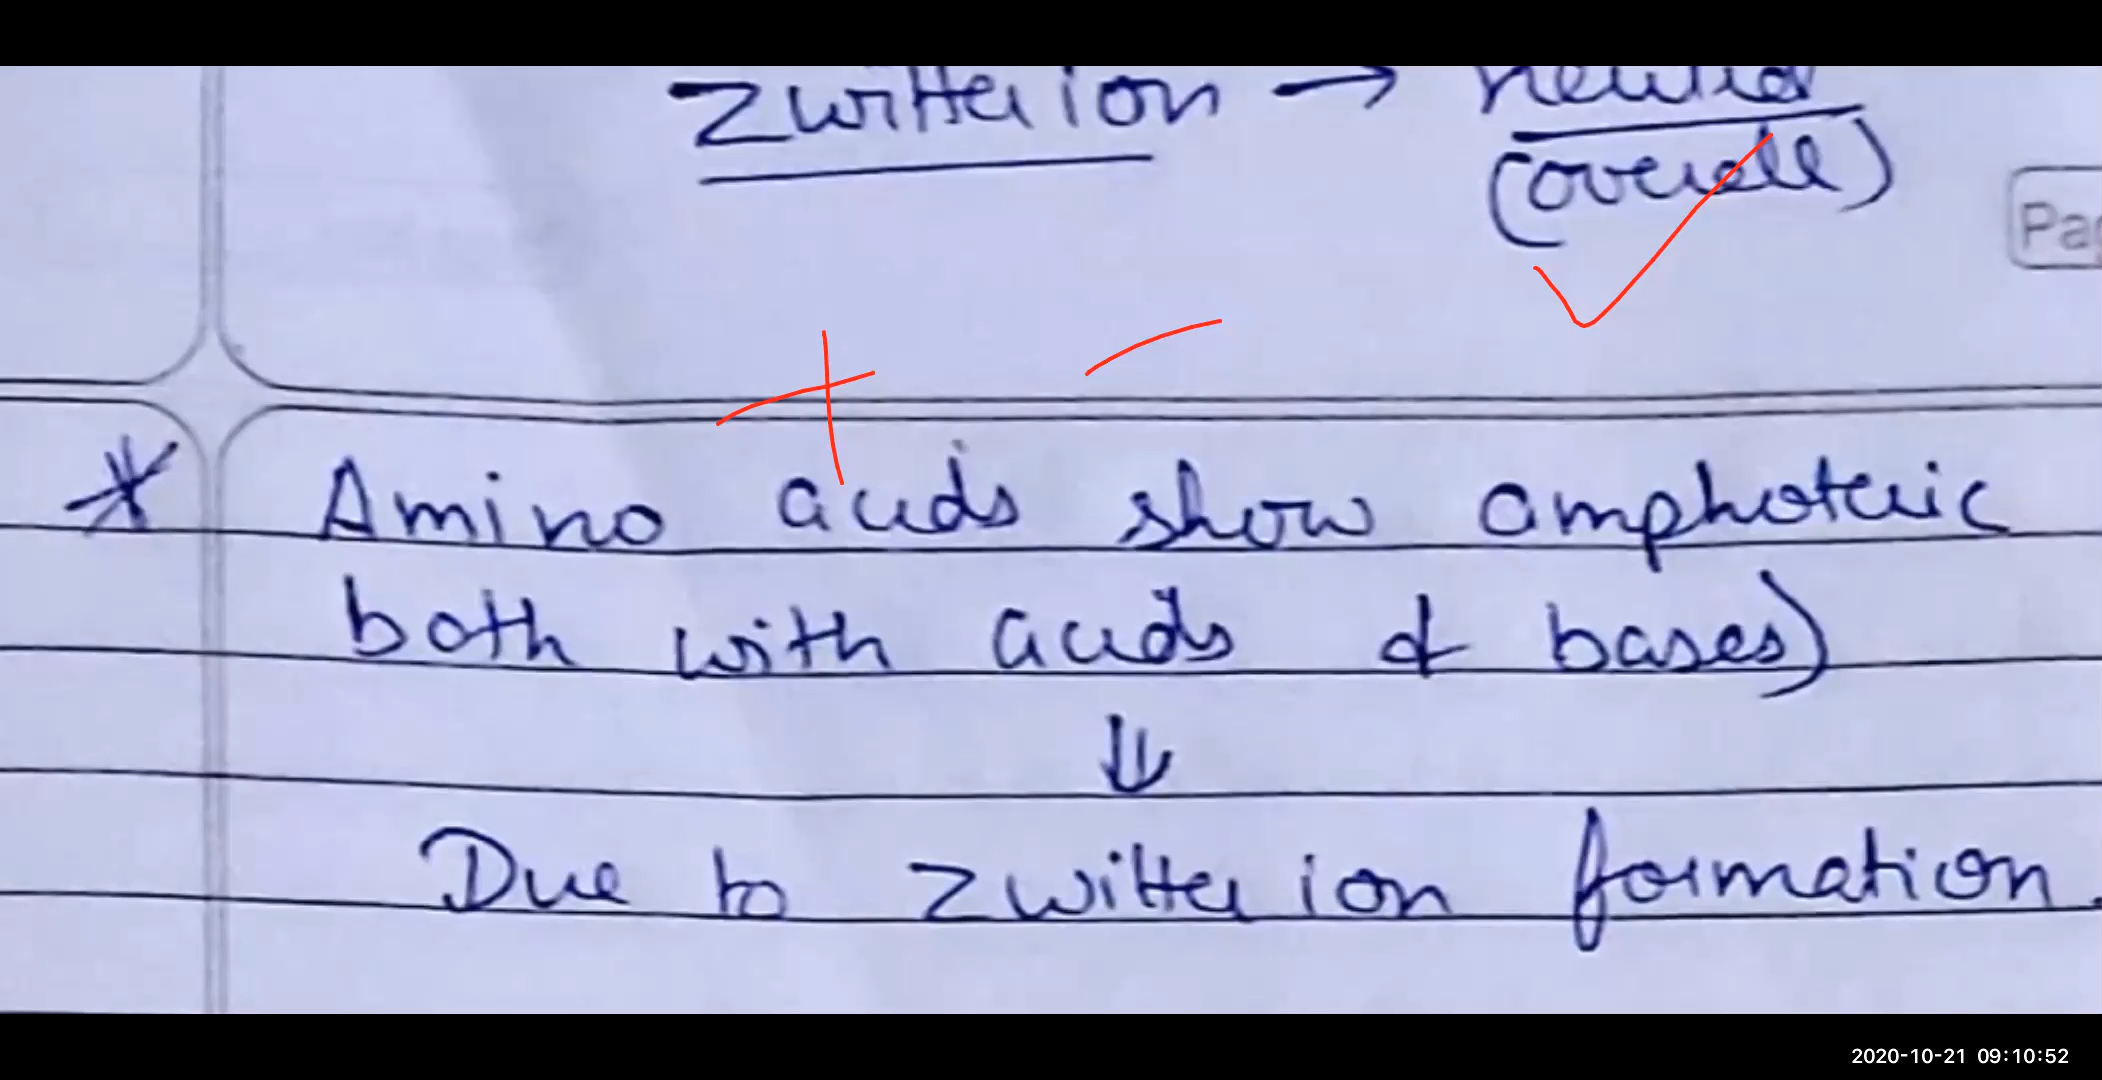 zwitter ion → neutral
(overall)
Pag
* Amino acids show amphoteric
both with acids & bases)
⇓
Due to zwitter ion formation.
2020-10-21 09:10:52